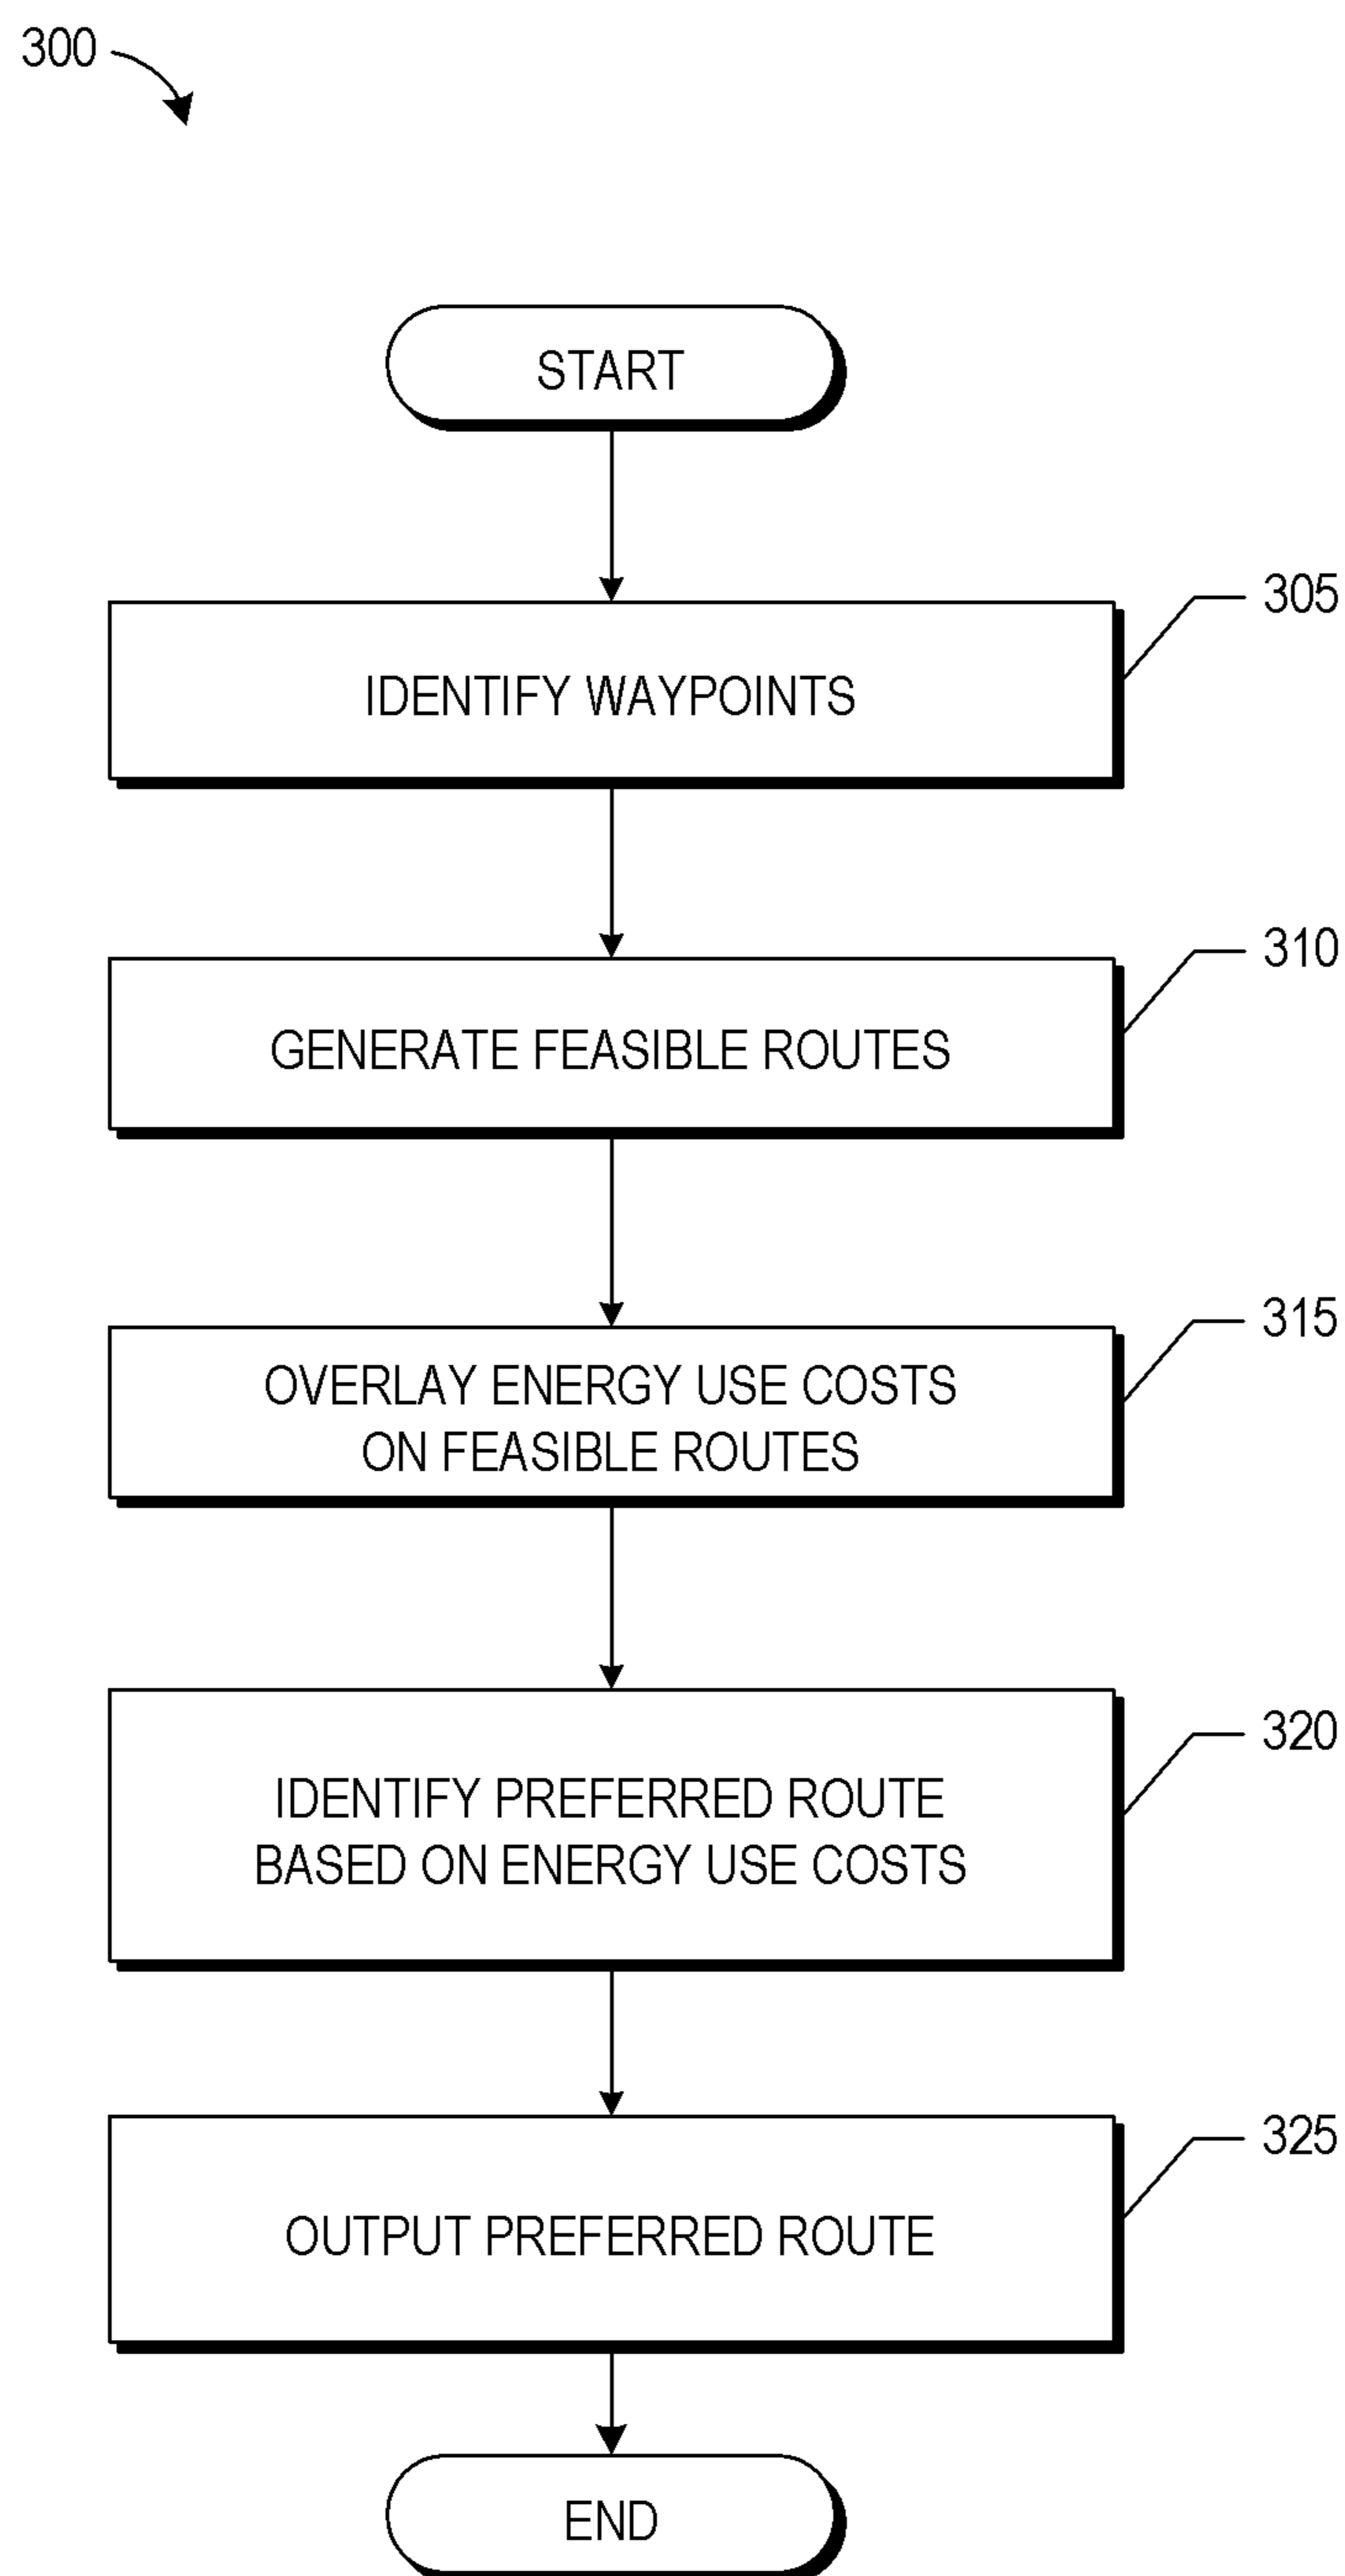 300
START
305
IDENTIFY WAYPOINTS
310
GENERATE FEASIBLE ROUTES
315
OVERLAY ENERGY USE COSTS
ON FEASIBLE ROUTES
320
IDENTIFY PREFERRED ROUTE
BASED ON ENERGY USE COSTS
325
OUTPUT PREFERRED ROUTE
END